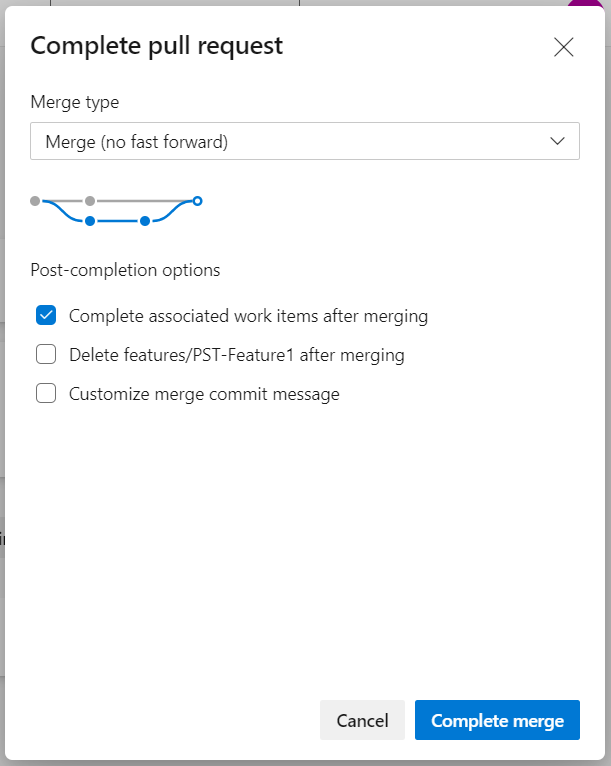 Complete pull request
Merge type
Merge (no fast forward)
Post-completion options
Complete associated work items after merging
Delete features/PST-Feature1 after merging
Customize merge commit message
Cancel
Complete merge